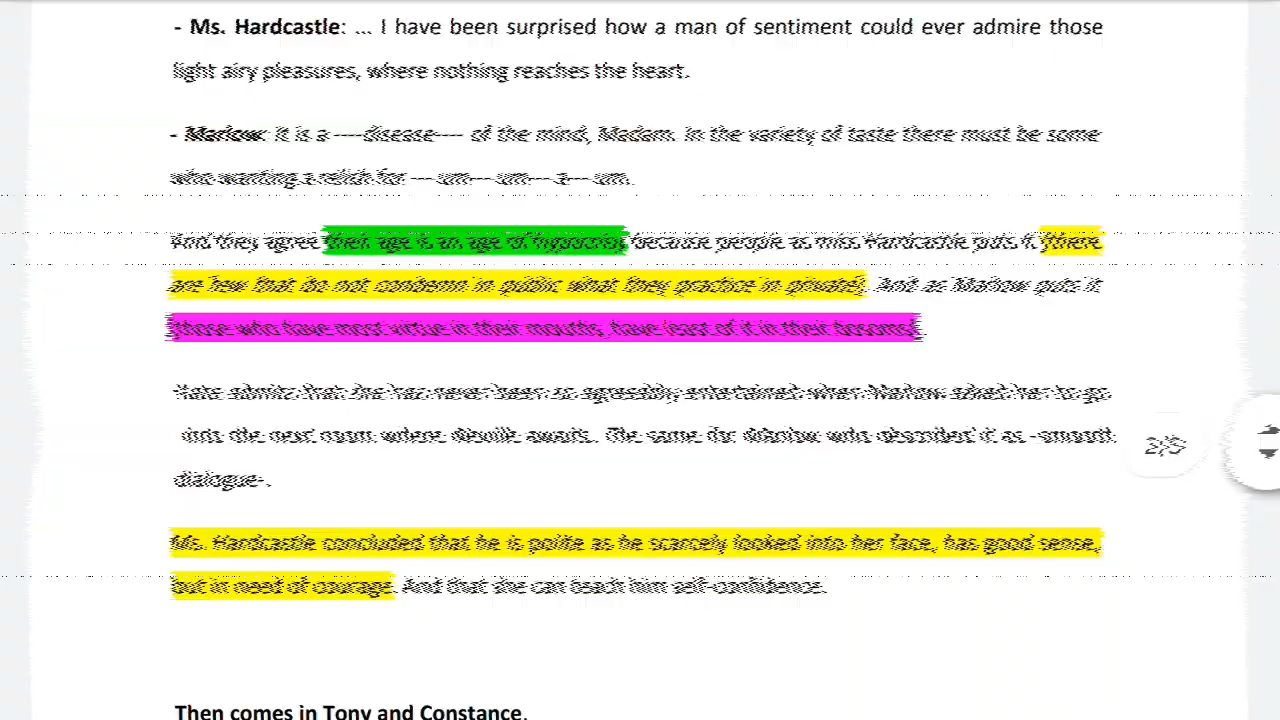 - Ms. Hardcastle: ... I have been surprised how a man of sentiment could ever admire those
light airy pleasures, where nothing reaches the heart.
- Marlow: It is a ----disease---- of the mind, Madam. In the variety of taste there must be some
who wanting a relish for ----um---um---a---um.
And they agree their age is an age of hypocrisy because people as miss Hardcastle puts it (there
are few that do not condemn in public what they practice in private). And as Marlow puts it
(those who have most virtue in their mouths, have least of it in their bosoms).
Kate admits that she has never been so agreeably entertained when Marlow asked her to go
into the next room where Neville awaits. The same for Marlow who described it as -smooth
dialogue-.
Ms. Hardcastle concluded that he is polite as he scarcely looked into her face, has good sense,
but in need of courage. And that she can teach him self-confidence.
2/5
Then comes in Tony and Constance.